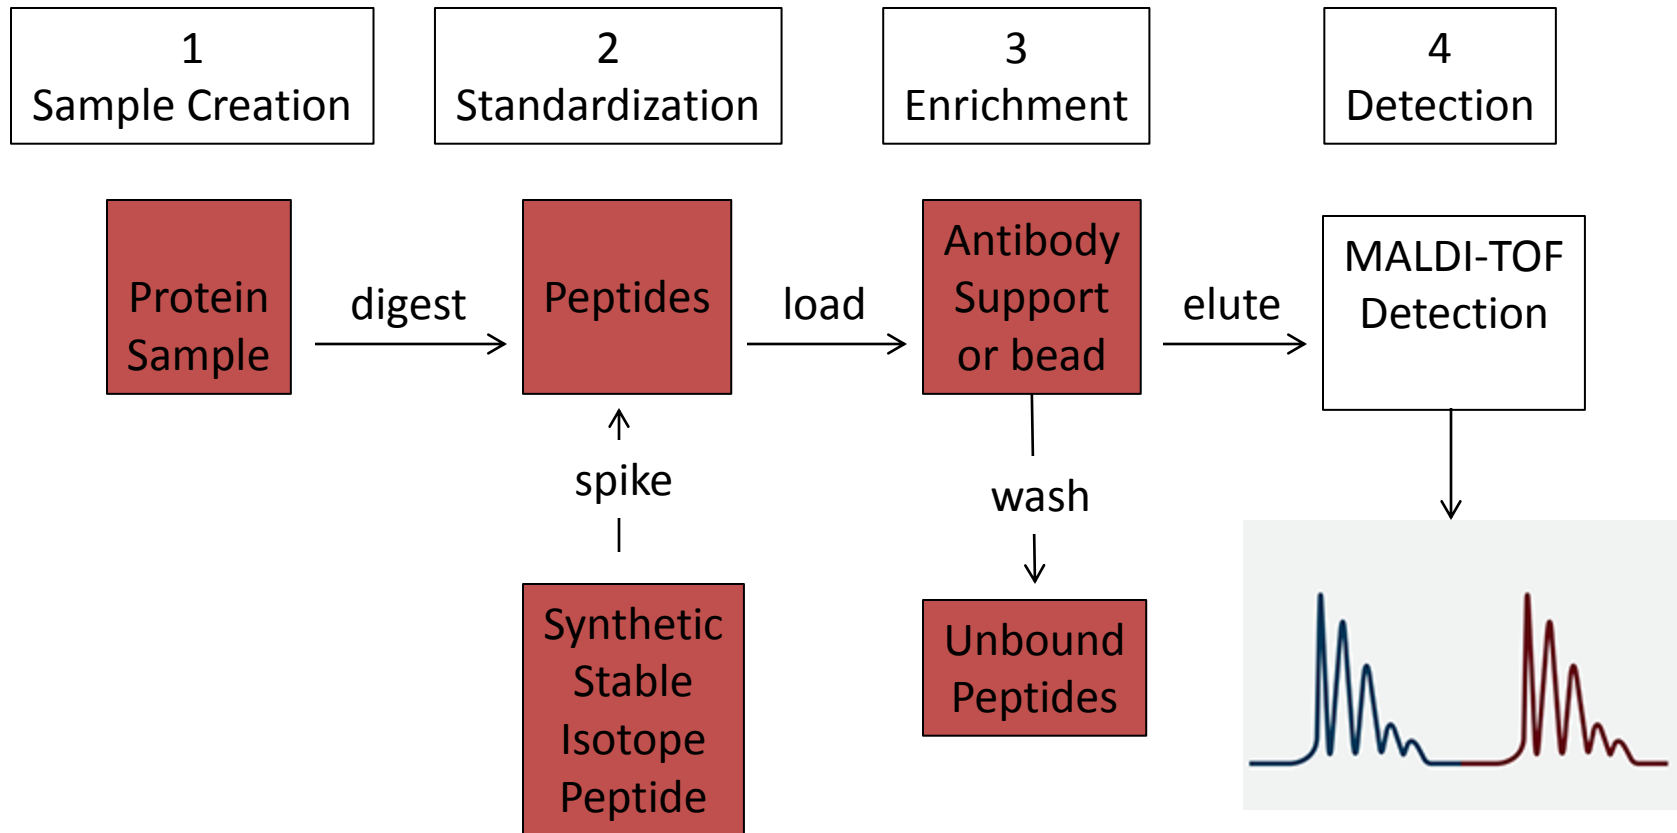 1
Sample Creation
2
Standardization
3
Enrichment
4
Detection
Protein
Sample
digest
Peptides
load
Antibody
Support
or bead
elute
MALDI-TOF
Detection
spike
wash
Synthetic
Stable
Isotope
Peptide
Unbound
Peptides